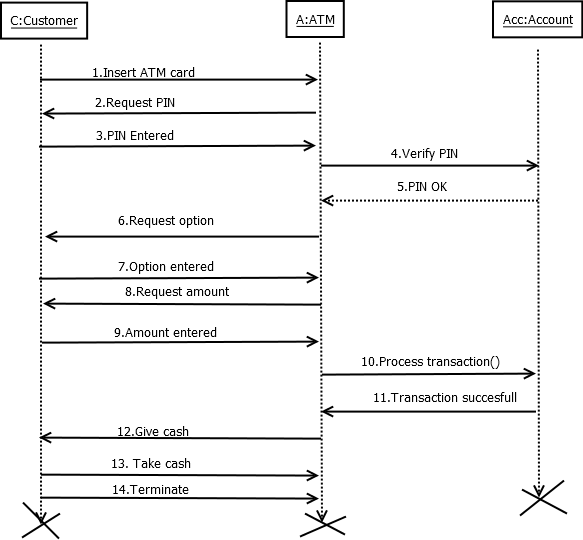 C:Customer
A:ATM
Acc:Account
1.Insert ATM card
2.Request PIN
3.PIN Entered
4.Verify PIN
5.PIN OK
6.Request option
7.Option entered
8.Request amount
9.Amount entered
10.Process transaction()
11.Transaction succesfull
12.Give cash
13. Take cash
14.Terminate